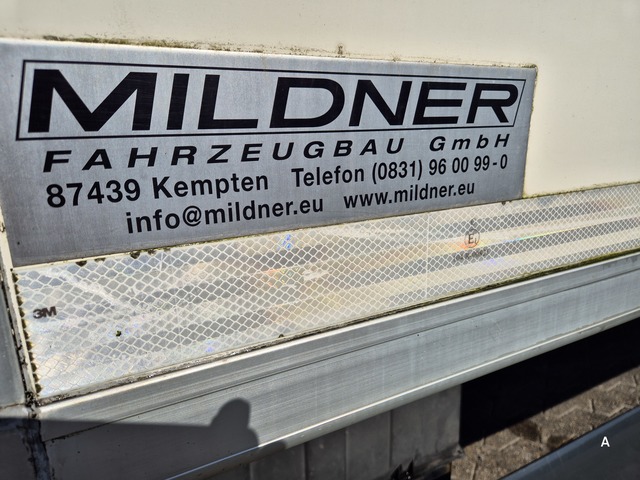 MILDNER
FAHRZEUGBAU GmbH
87439 Kempten Telefon (0831) 96 00 99-0
info@mildner.eu www.mildner.eu
3M
A